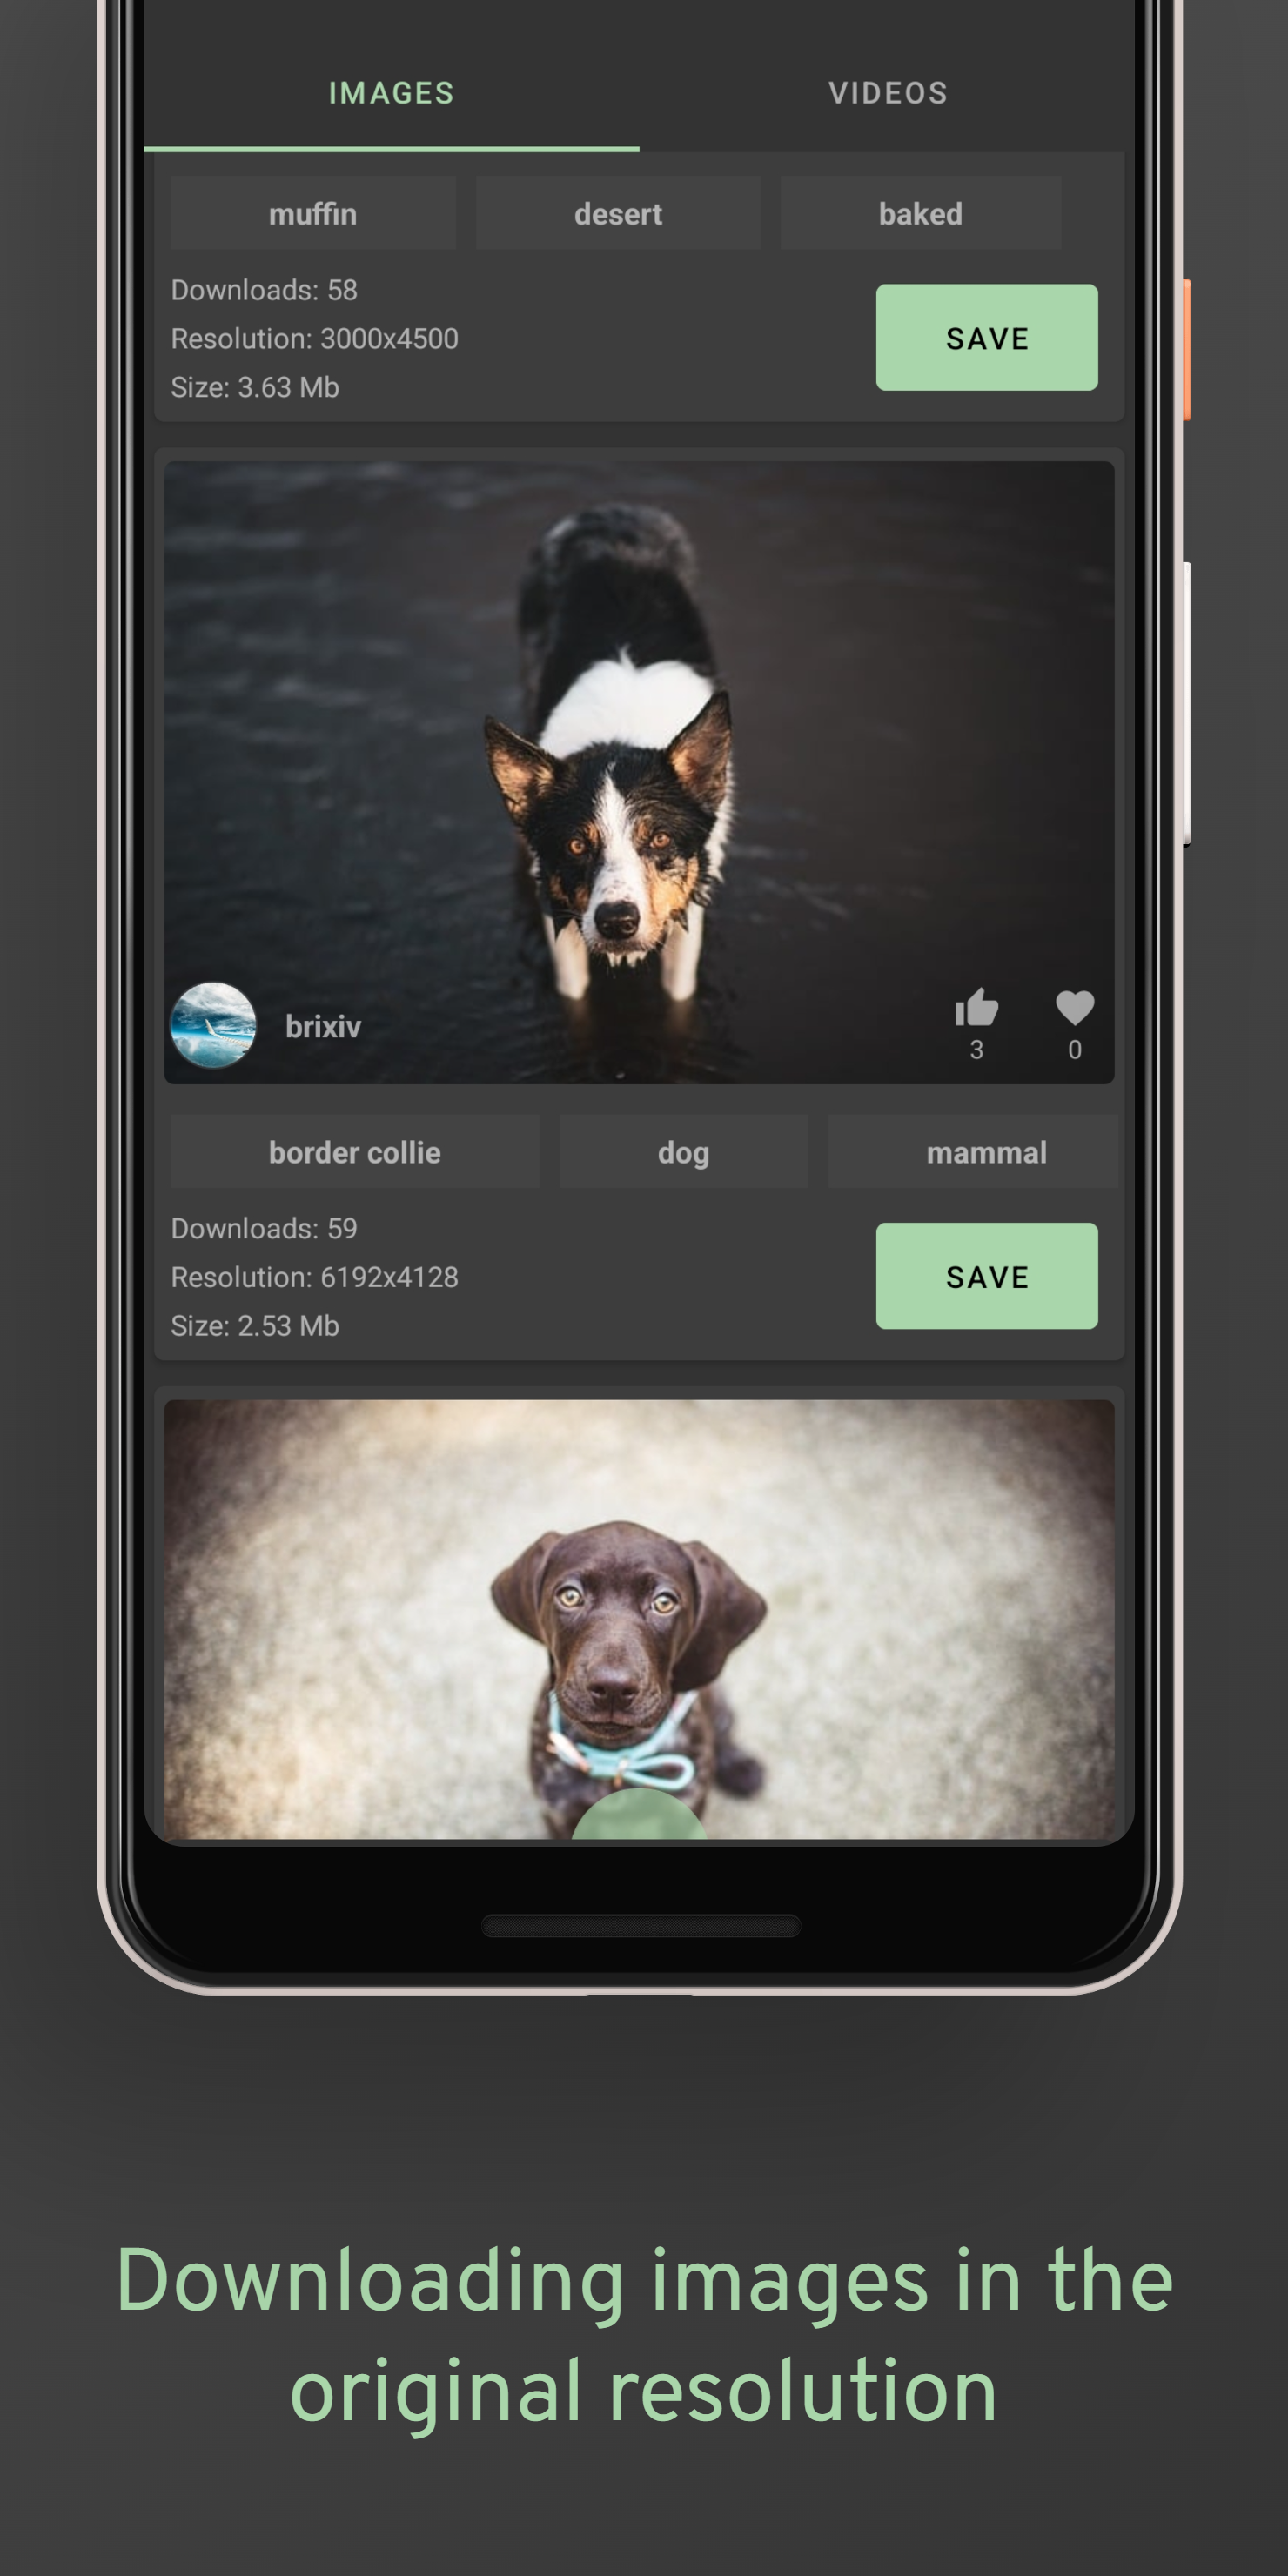 IMAGES VIDEOS
muffin desert baked
Downloads: 58
Resolution: 3000x4500
SAVE
Size: 3.63 Mb
brixiv
3 0
border collie dog mammal
Downloads: 59
Resolution: 6192x4128
SAVE
Size: 2.53 Mb
Downloading images in the
original resolution